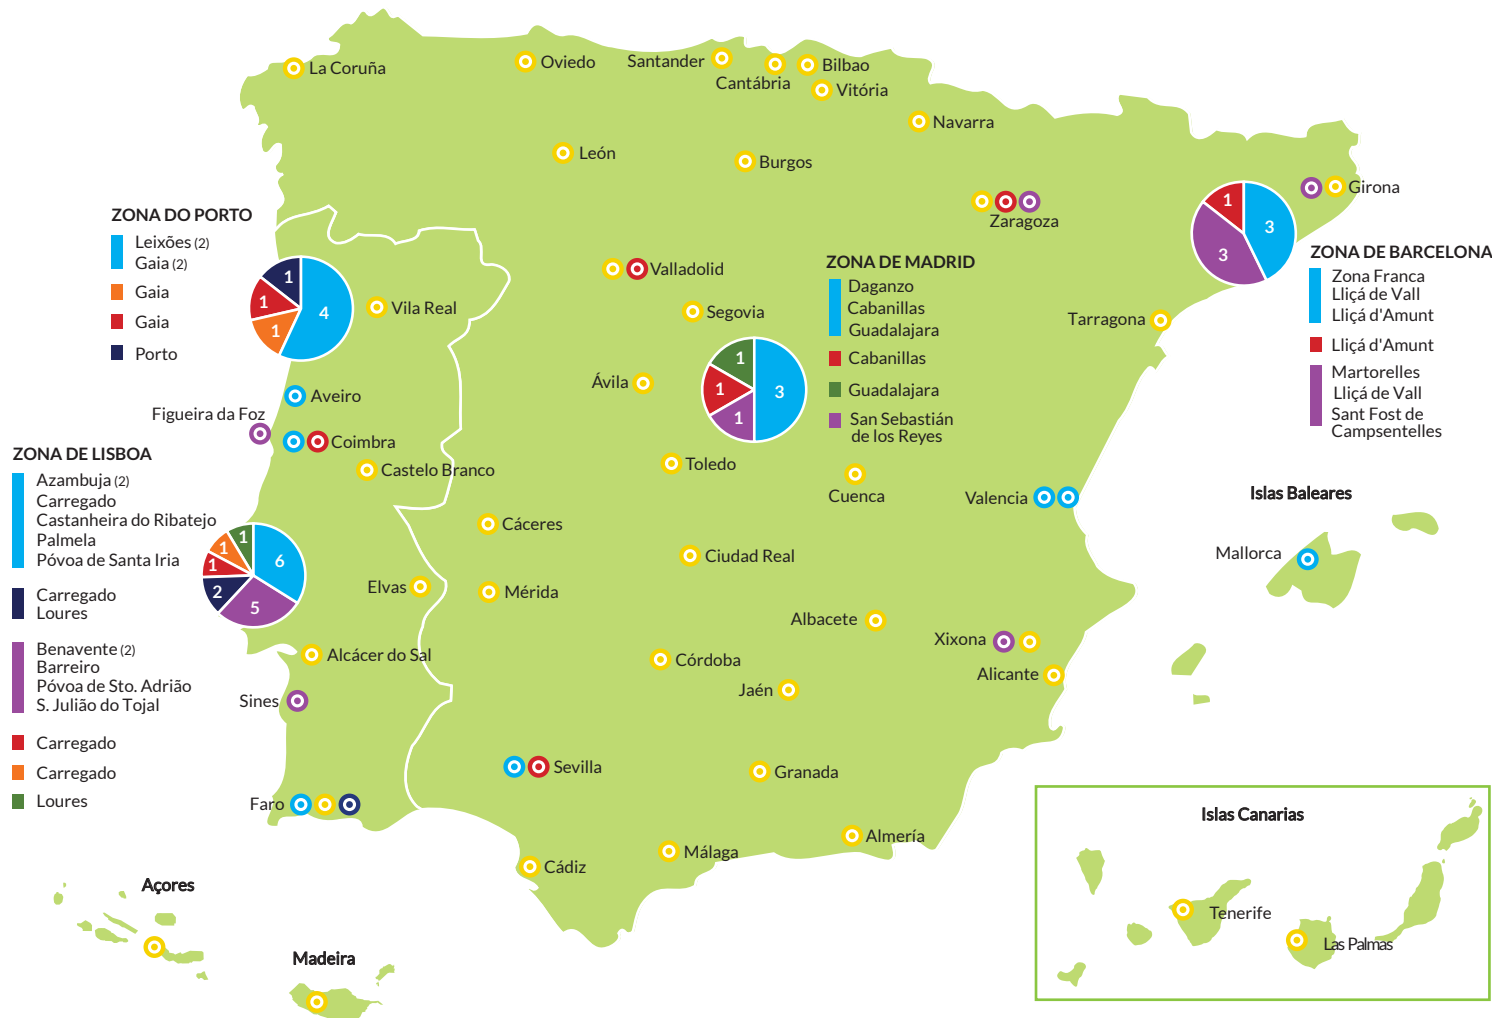 La Coruña
Oviedo
Santander
Cantábria
Bilbao
Vitória
Navarra
León
Burgos
Girona
Zaragoza
ZONA DO PORTO
Leixões (2)
Gaia (2)
Gaia
Gaia
Porto
1
4
1
1
Vila Real
Valladolid
Segovia
Ávila
ZONA DE MADRID
Daganzo
Cabanillas
Guadalajara
Cabanillas
Guadalajara
San Sebastián
de los Reyes
1
3
1
1
1
3
3
ZONA DE BARCELONA
Zona Franca
Lliçá de Vall
Lliçá d'Amunt
Lliçá d'Amunt
Martorelles
Lliçá de Vall
Sant Fost de
Campsentelles
Tarragona
Aveiro
Figueira da Foz
Coimbra
Castelo Branco
Toledo
Cuenca
Valencia
Islas Baleares
Mallorca
ZONA DE LISBOA
Azambuja (2)
Carregado
Castanheira do Ribatejo
Palmela
Póvoa de Santa Iria
Carregado
Loures
Benavente (2)
Barreiro
Póvoa de Sto. Adrião
S. Julião do Tojal
Carregado
Carregado
Loures
1
1
1
6
2
5
Cáceres
Ciudad Real
Elvas
Mérida
Albacete
Xixona
Alicante
Alcácer do Sal
Córdoba
Jaén
Sines
Sevilla
Granada
Faro
Almería
Málaga
Cádiz
Açores
Madeira
Islas Canarias
Tenerife
Las Palmas